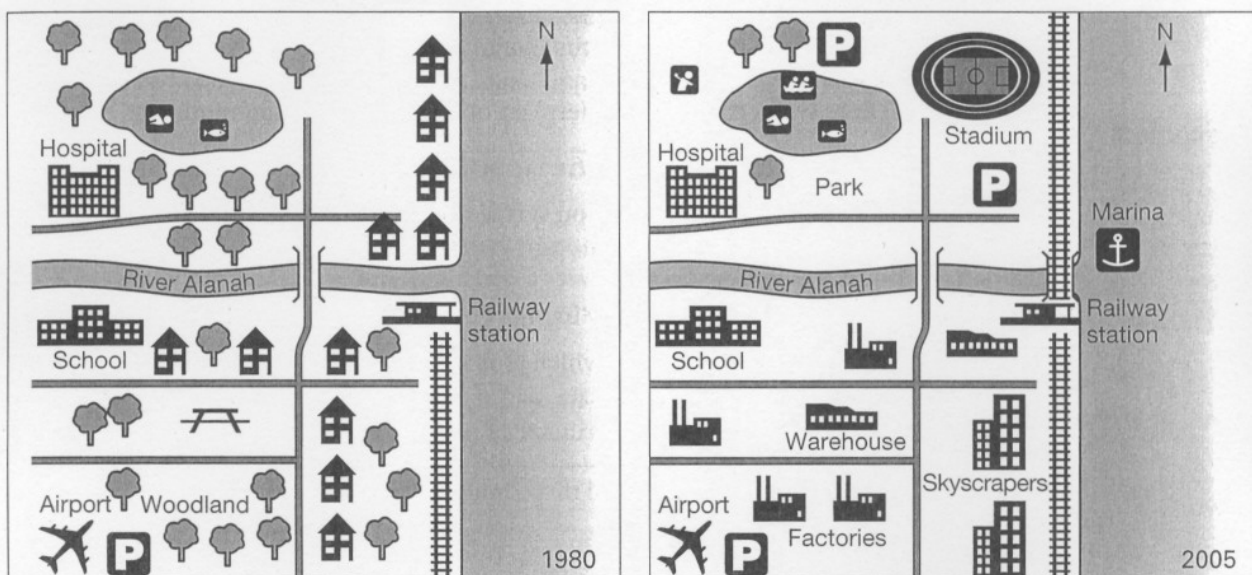 N
Hospital
River Alanah
School
Railway
station
Airport
Woodland
P
1980
P
N
Stadium
Hospital
Park
P
Marina
River Alanah
School
Railway
station
Warehouse
Skyscrapers
Airport
P
Factories
2005